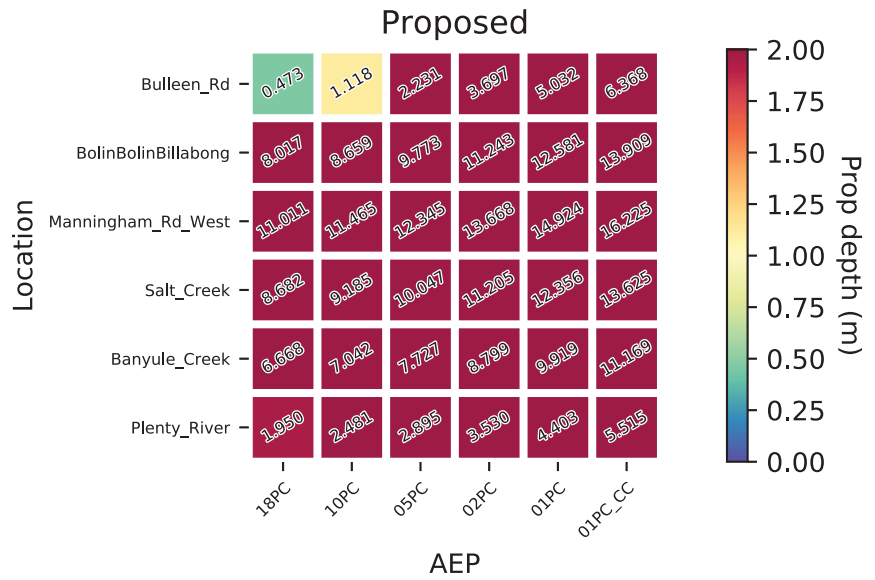 Proposed
Location
Bulleen_Rd 0.473 1.118 2.231 3.697 5.032 6.368
BolinBolinBillabong 8.017 8.659 9.773 11.243 12.581 13.909
Manningham_Rd_West 11.011 11.465 12.345 13.668 14.924 16.225
Salt_Creek 8.682 9.185 10.047 11.205 12.356 13.625
Banyule_Creek 6.668 7.042 7.727 8.799 9.919 11.169
Plenty_River 1.950 2.481 2.895 3.530 4.403 5.515
18PC 10PC 05PC 02PC 01PC 01PC_CC
AEP
2.00
1.75
1.50
1.25
1.00
0.75
0.50
0.25
0.00
Prop depth (m)